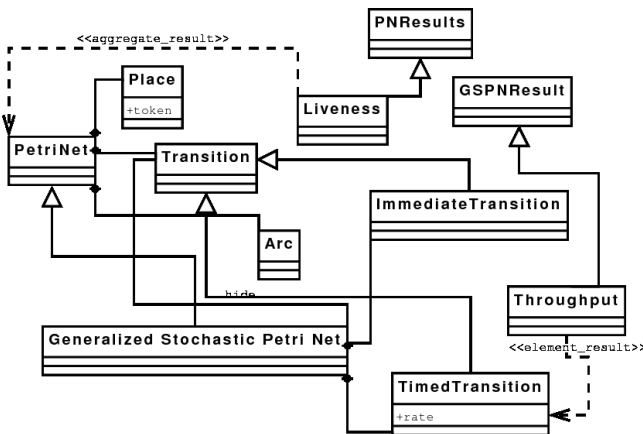 PNResults
<<aggregate_result>>
Place
+token
Liveness
GSPNResult
PetriNet
Transition
ImmediateTransition
Arc
hide
Throughput
Generalized Stochastic Petri Net
<<element_result>>
TimedTransition
+rate